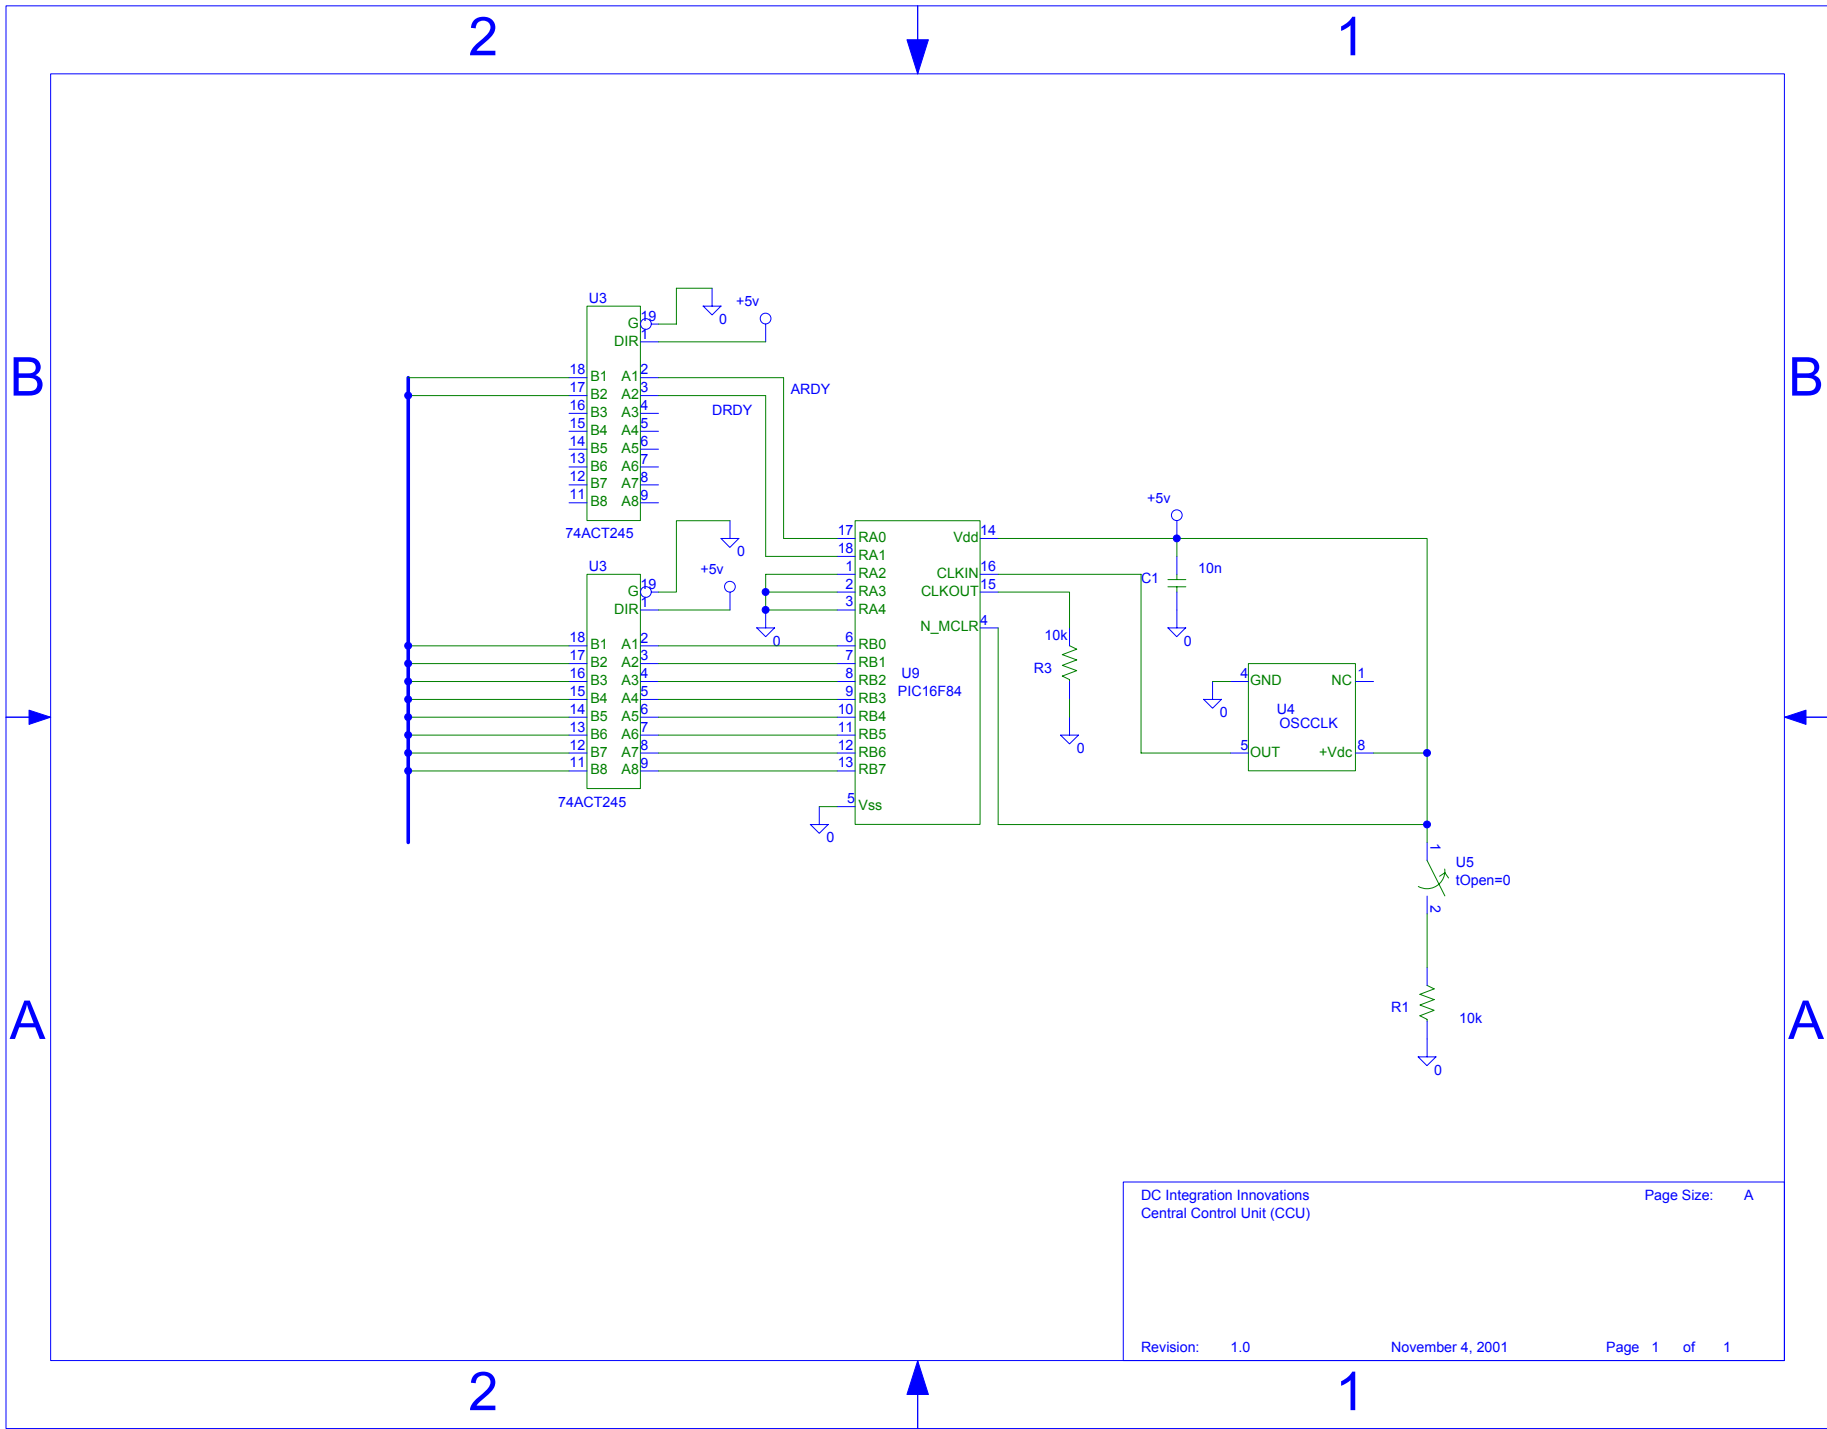 2 1
B B
A A
U3
G 19
DIR 1
0
+5v
18 B1 A1 2
17 B2 A2 3
16 B3 A3 4
15 B4 A4 5
14 B5 A5 6
13 B6 A6 7
12 B7 A7 8
11 B8 A8 9
74ACT245
ARDY
DRDY
U3
G 19
DIR 1
0
+5v
18 B1 A1 2
17 B2 A2 3
16 B3 A3 4
15 B4 A4 5
14 B5 A5 6
13 B6 A6 7
12 B7 A7 8
11 B8 A8 9
74ACT245
17 RA0
18 RA1
1 RA2
2 RA3
3 RA4
0
6 RB0
7 RB1
8 RB2
9 RB3
10 RB4
11 RB5
12 RB6
13 RB7
5 Vss
0
Vdd 14
CLKIN 16
CLKOUT 15
N_MCLR 4
U9
PIC16F84
+5v
C1 10n
0
10k
R3
0
4 GND NC 1
0
U4
OSCCLK
5 OUT +Vdc 8
1
U5
tOpen=0
2
R1 10k
0
DC Integration Innovations Page Size: A
Central Control Unit (CCU)
Revision: 1.0 November 4, 2001 Page 1 of 1
2 1